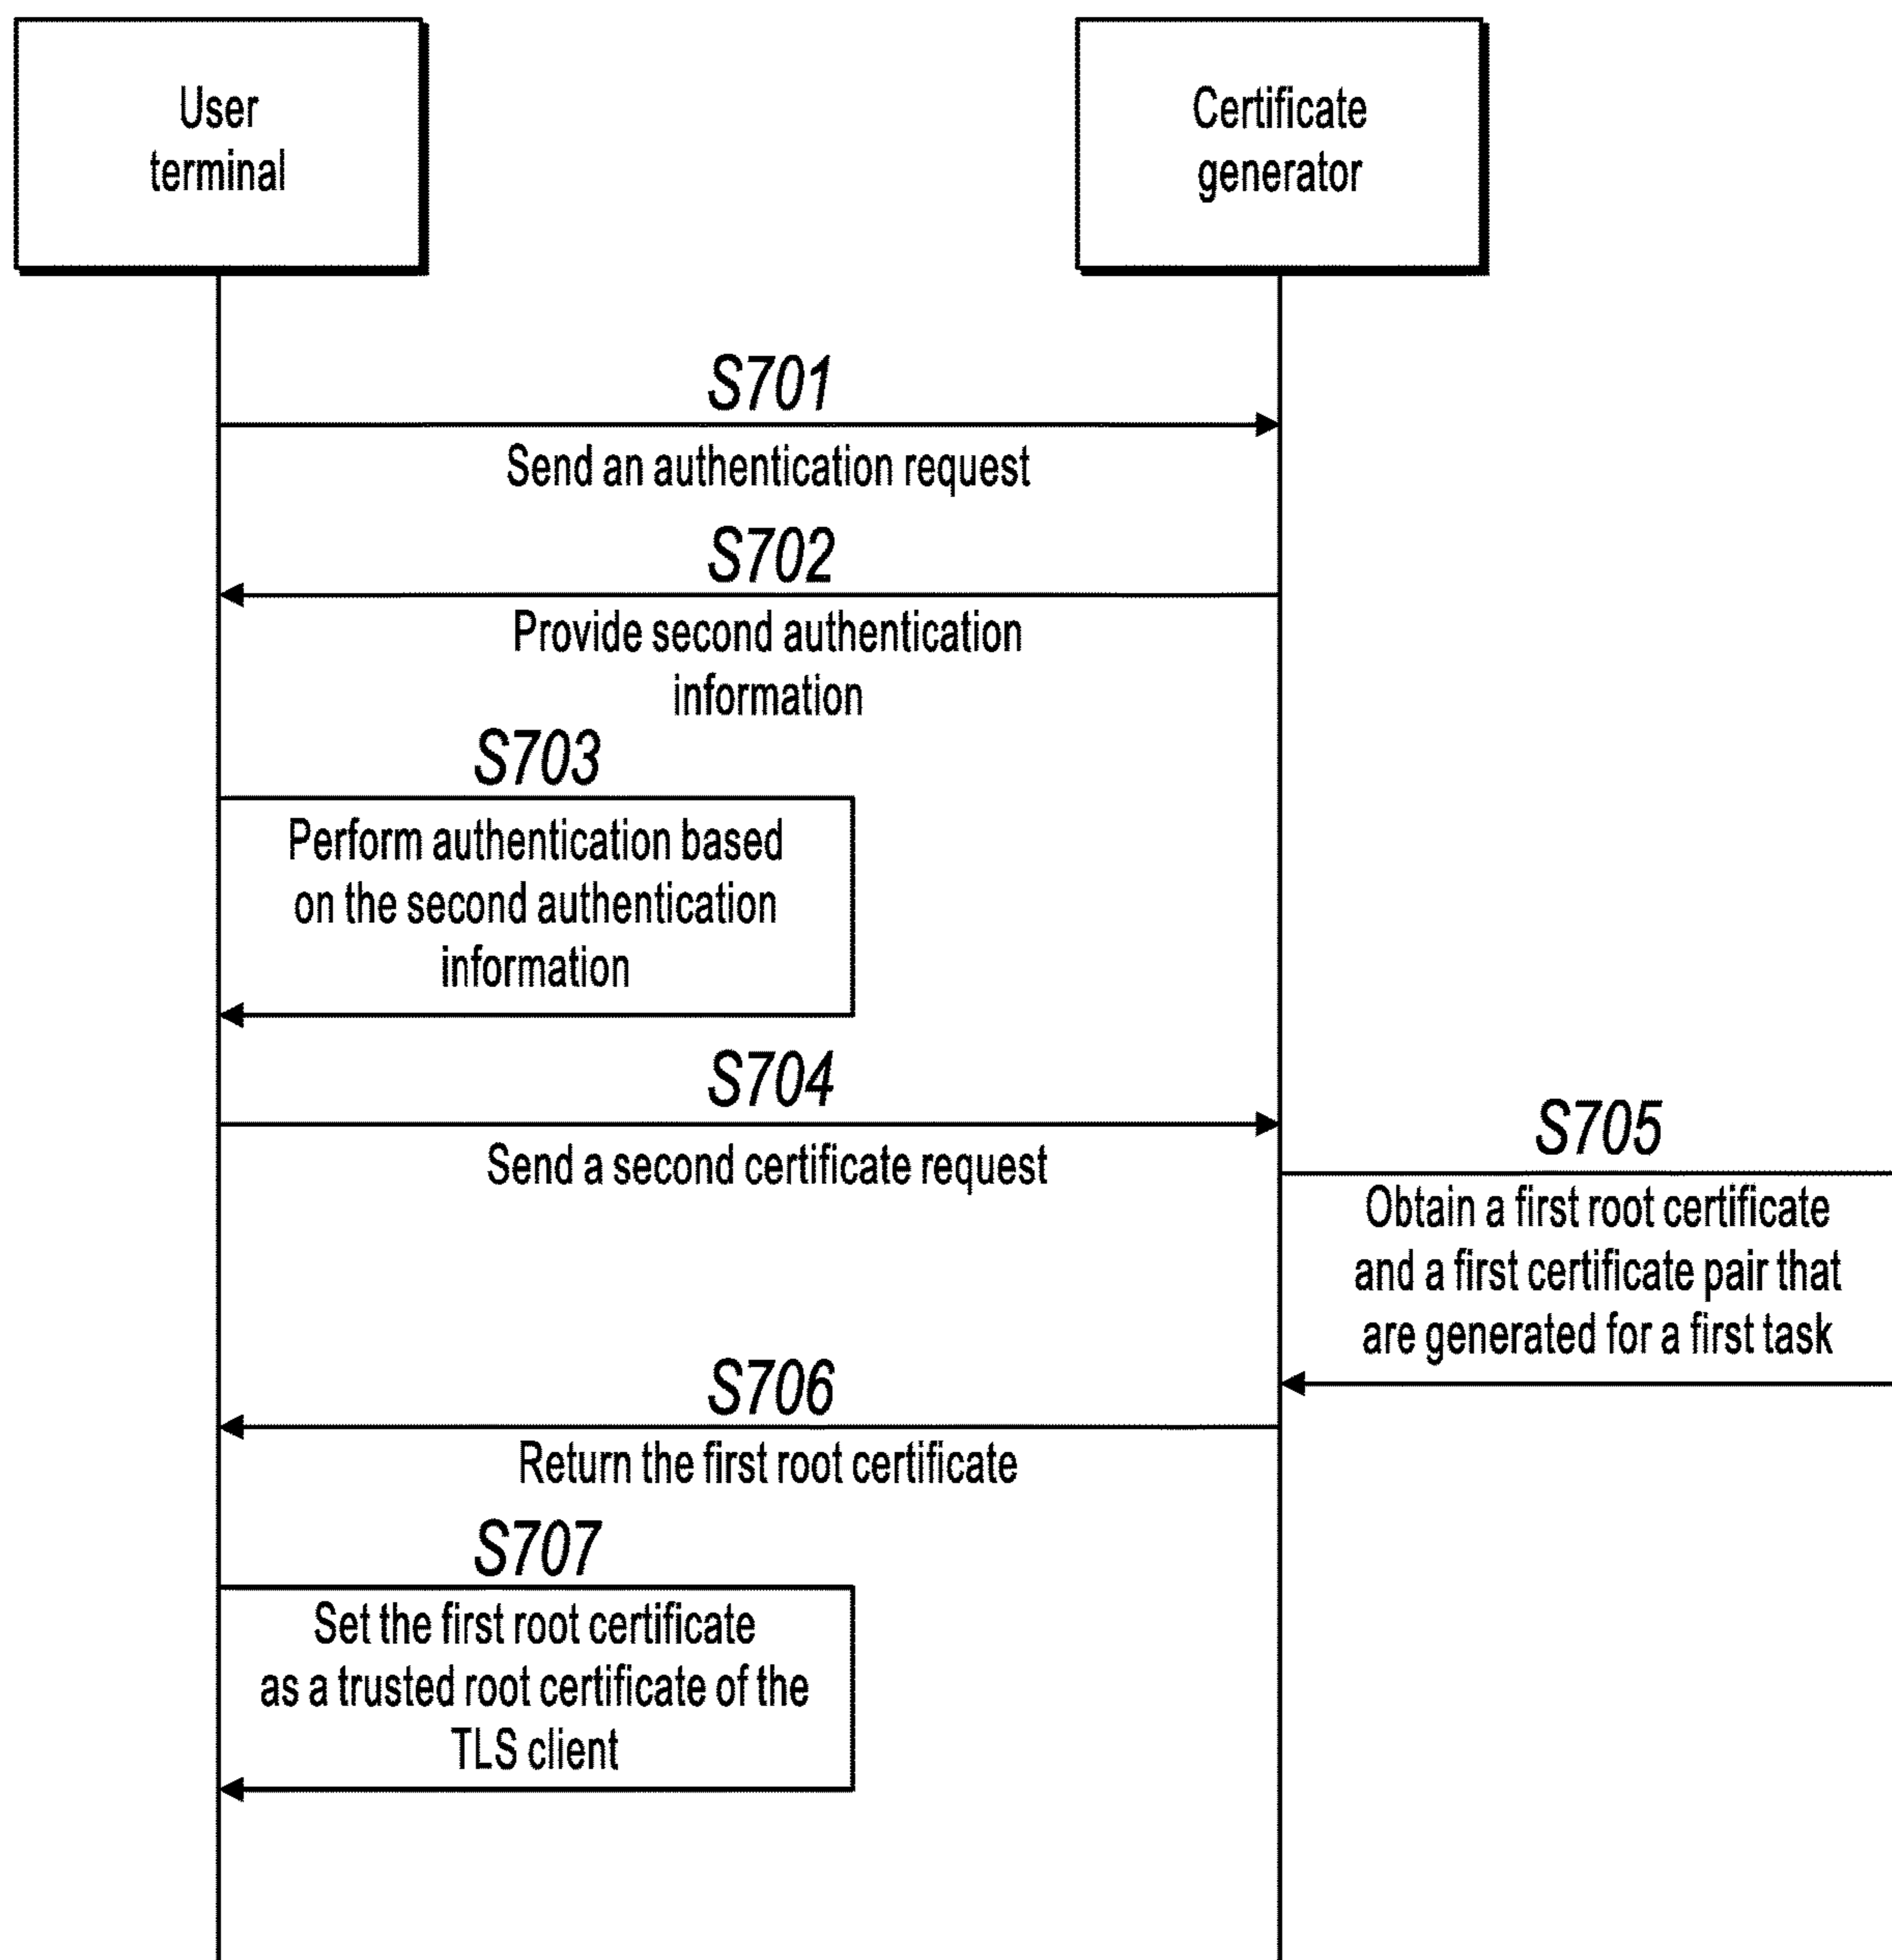 User
terminal
Certificate
generator
S701
Send an authentication request
S702
Provide second authentication
information
S703
Perform authentication based
on the second authentication
information
S704
Send a second certificate request
S705
Obtain a first root certificate
and a first certificate pair that
are generated for a first task
S706
Return the first root certificate
S707
Set the first root certificate
as a trusted root certificate of the
TLS client